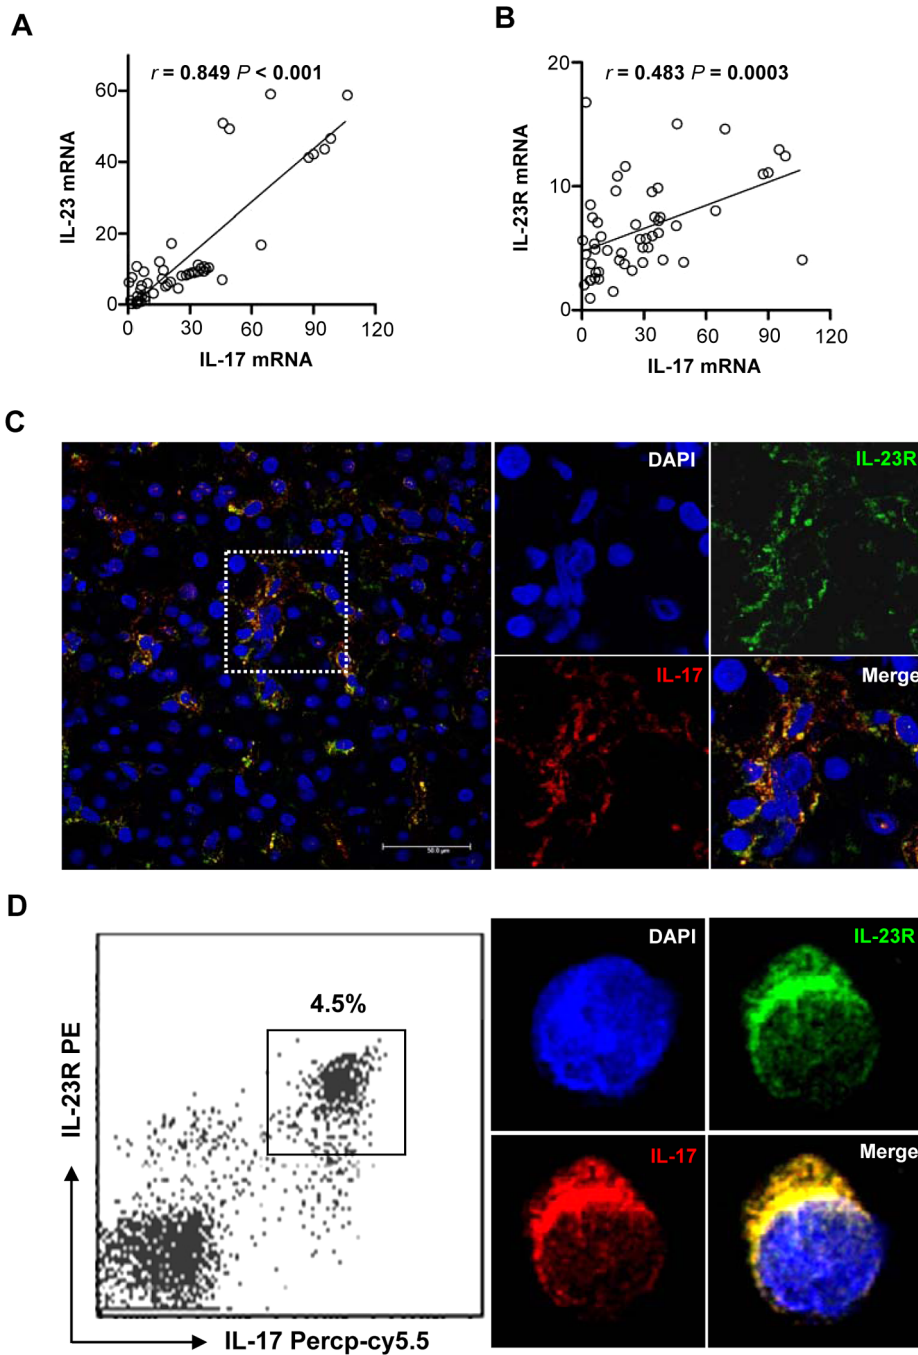 A
r = 0.849 P < 0.001
IL-23 mRNA
60
40
20
0
0 30 60 90 120
IL-17 mRNA
B
r = 0.483 P = 0.0003
IL-23R mRNA
20
10
0
0 30 60 90 120
IL-17 mRNA
C
DAPI
IL-23R
IL-17
Merge
50.0 µm
D
4.5%
IL-23R PE
IL-17 Percp-cy5.5
DAPI
IL-23R
IL-17
Merge